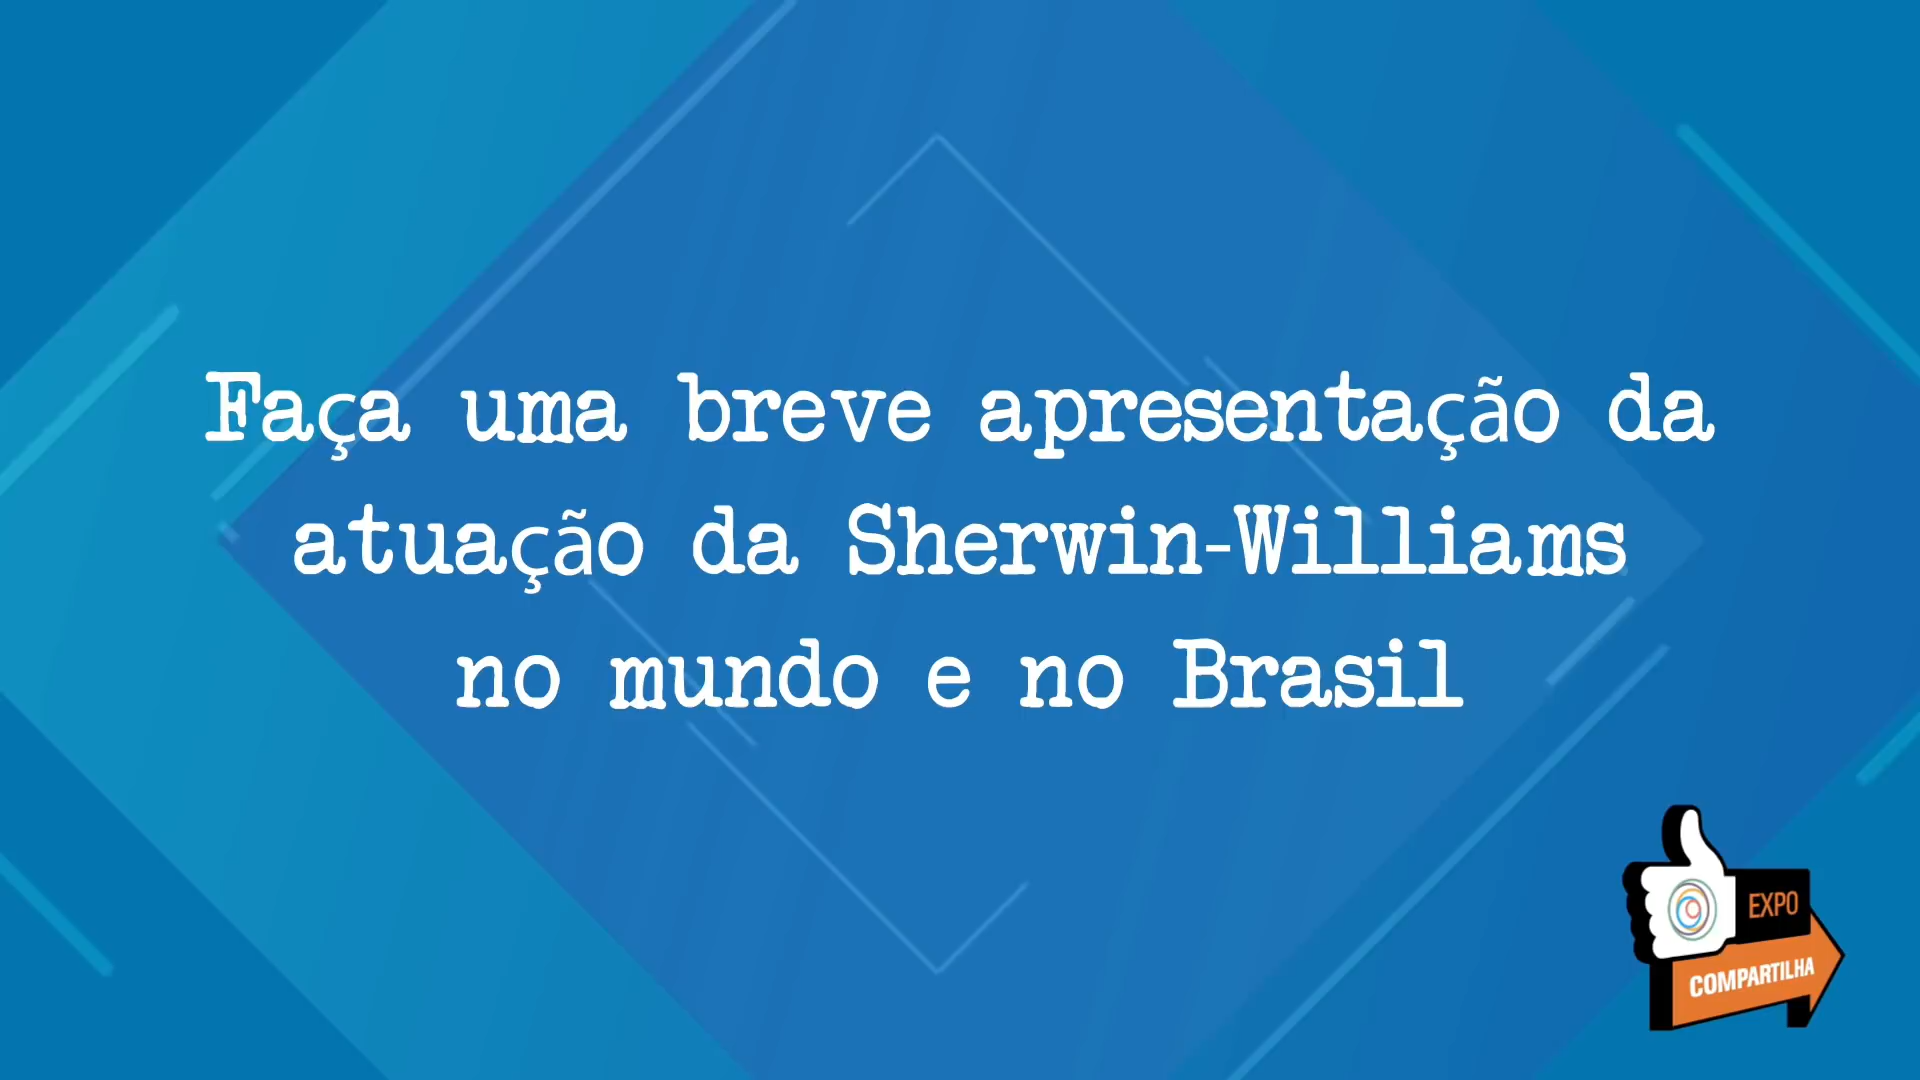 Faça uma breve apresentação da
atuação da Sherwin-Williams
no mundo e no Brasil
EXPO
COMPARTILHA